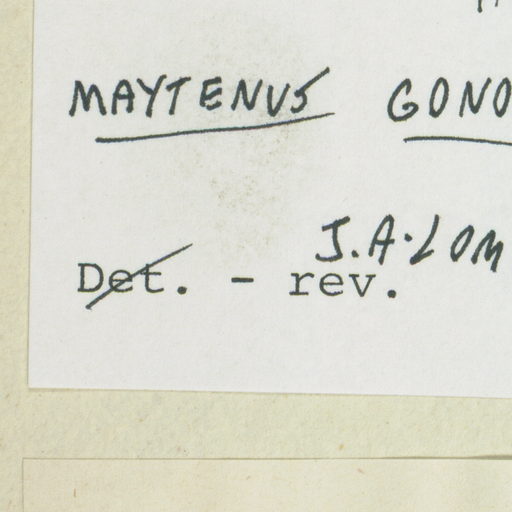 MAYTENUS GONO
J.A.LOM
Det. - rev.